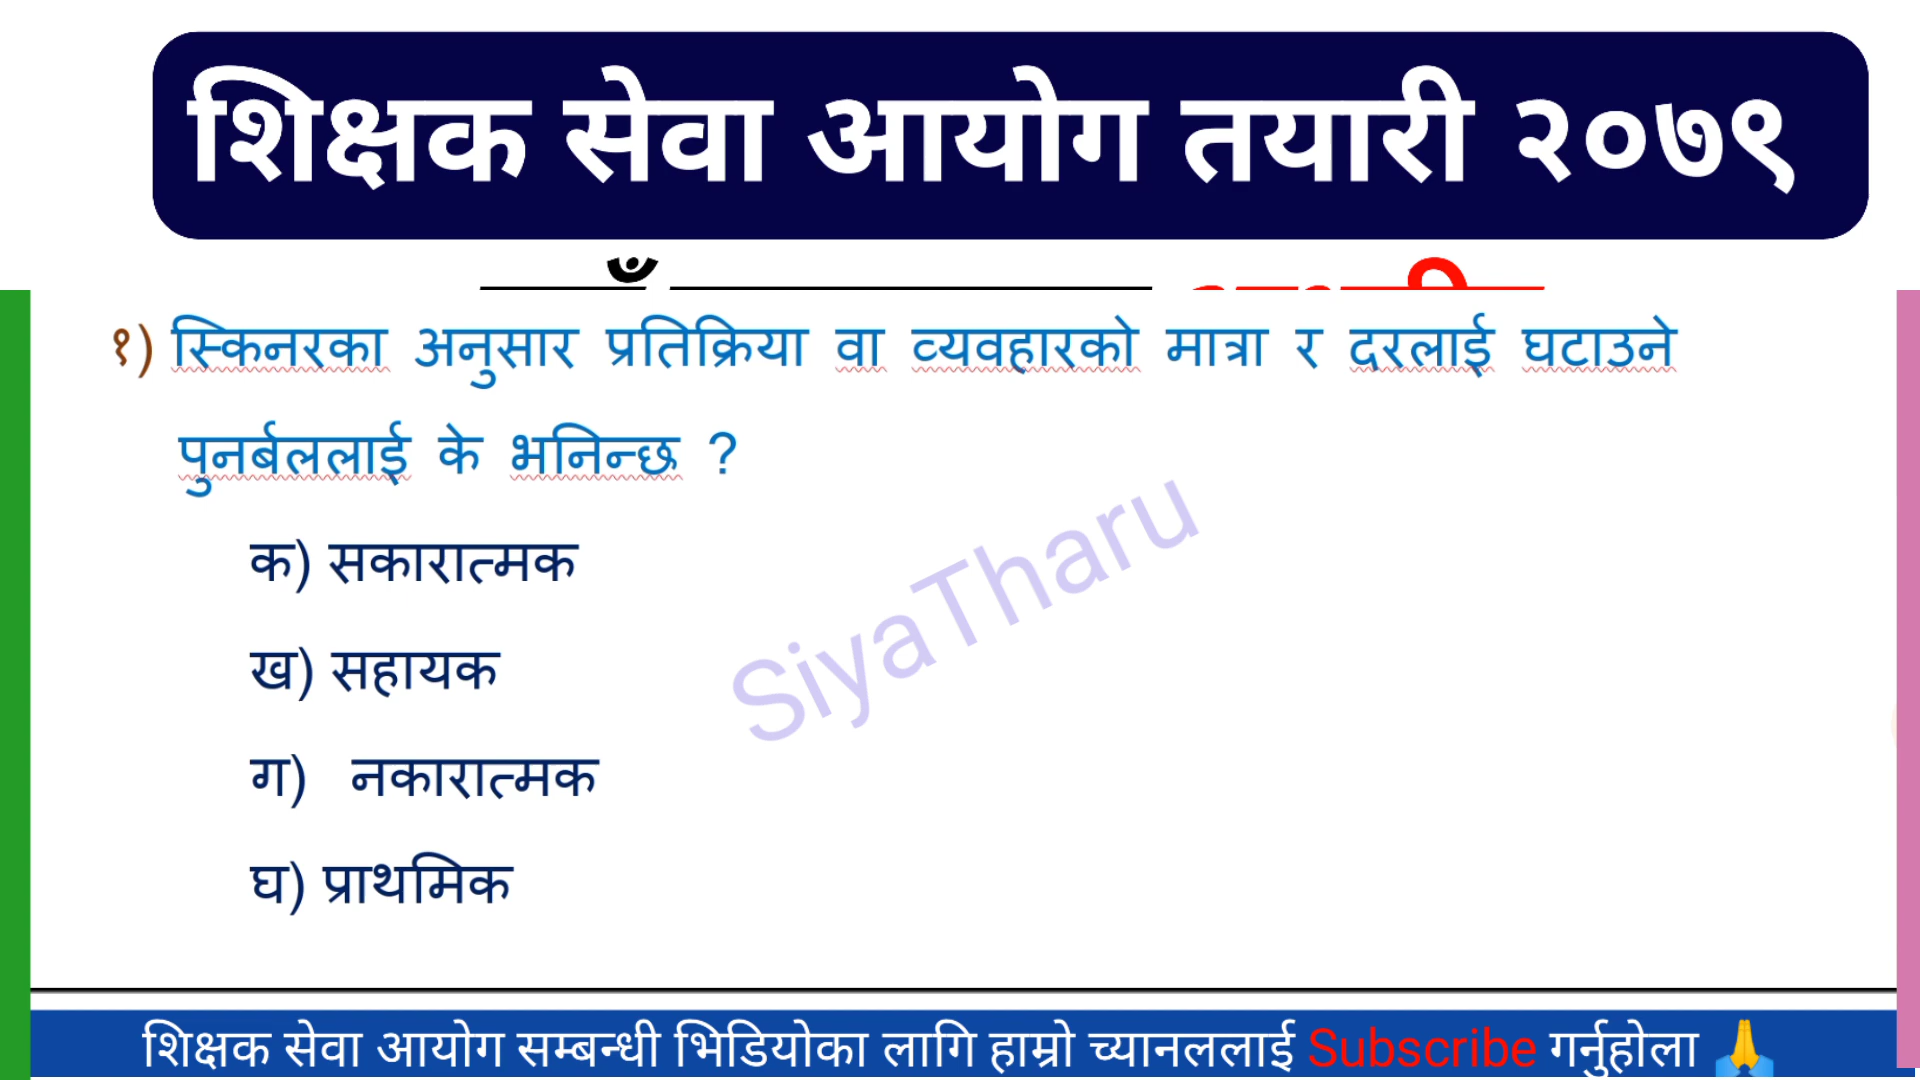 शिक्षक सेवा आयोग तयारी २०७९
१) स्किनरका अनुसार प्रतिक्रिया वा व्यवहारको मात्रा र दरलाई घटाउने
पुनर्बललाई के भनिन्छ ?
क) सकारात्मक
ख) सहायक
ग) नकारात्मक
घ) प्राथमिक
SiyaTharu
शिक्षक सेवा आयोग सम्बन्धी भिडियोका लागि हाम्रो च्यानललाई Subscribe गर्नुहोला 🙏